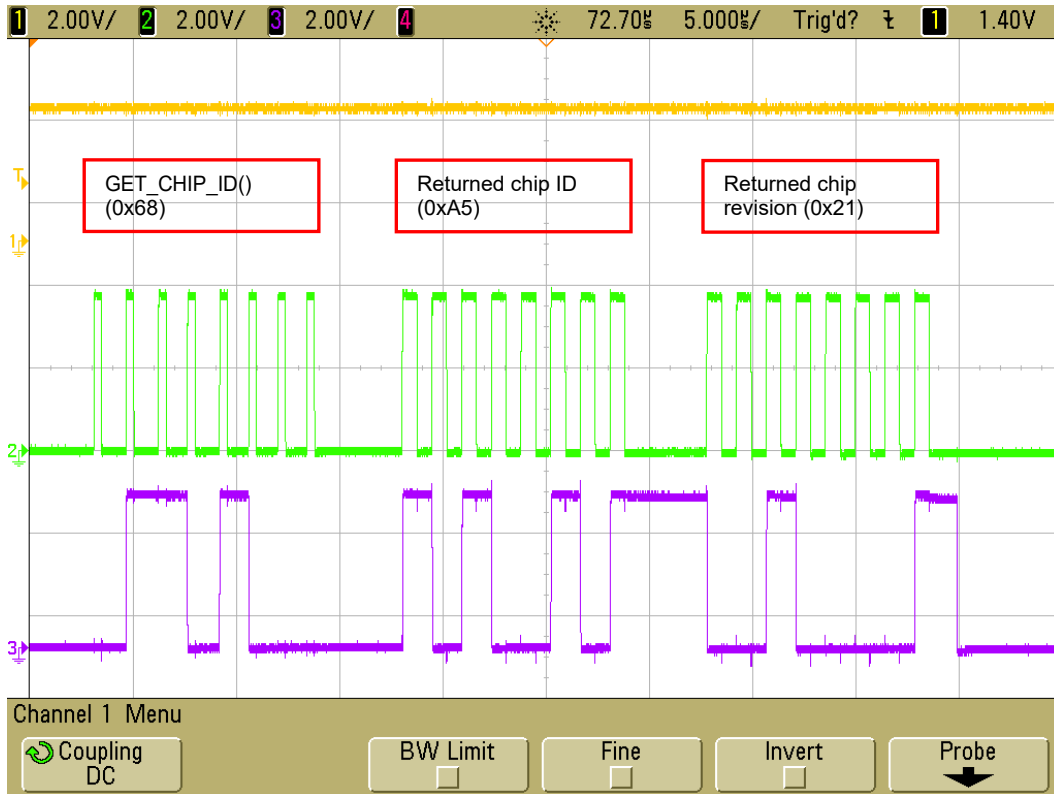 1 2.00V/ 2 2.00V/ 3 2.00V/ 4 72.70µs 5.000µs/ Trig'd? 1 1.40V
T
GET_CHIP_ID()
(0x68)
Returned chip ID
(0xA5)
Returned chip
revision (0x21)
1
2
3
Channel 1 Menu
Coupling
DC
BW Limit
Fine
Invert
Probe